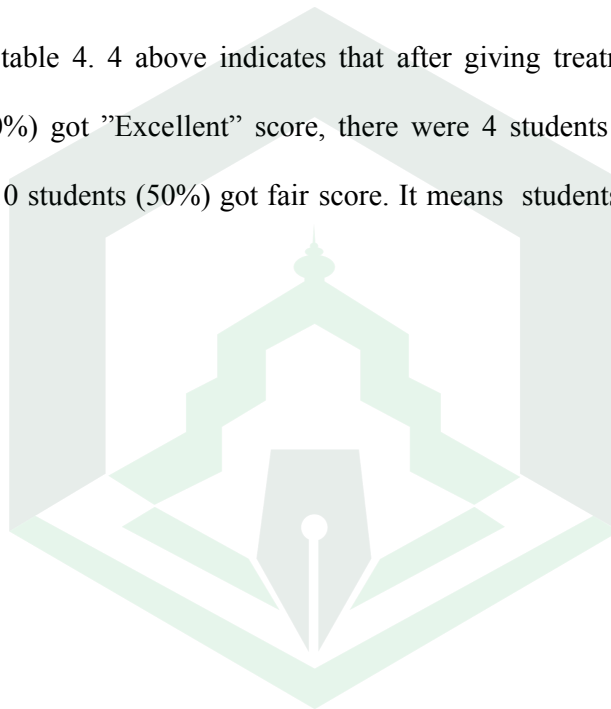 table 4. 4 above indicates that after giving
0%) got ”Excellent” score, there were 4 students
0 students (50%) got fair score. It means students